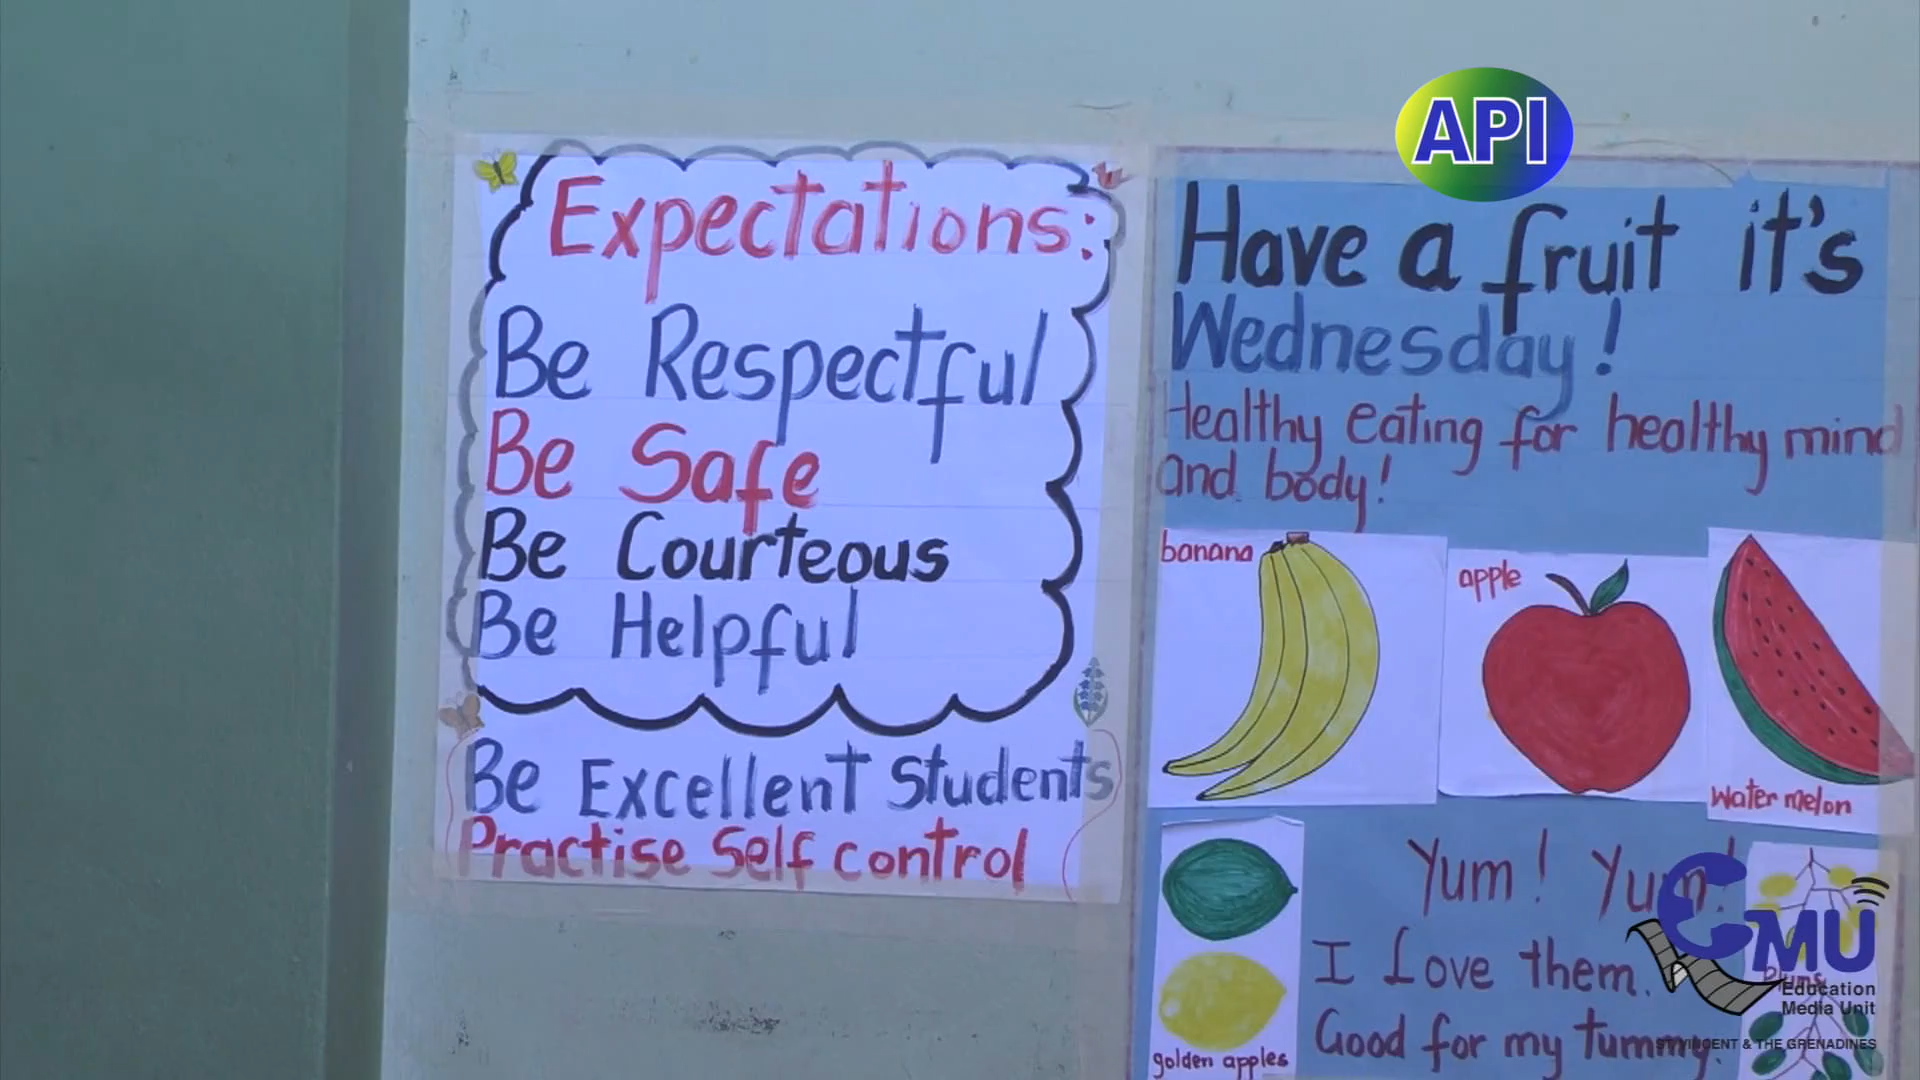 API
Expectations:
Be Respectful
Be Safe
Be Courteous
Be Helpful
Be Excellent Students
Practise Self control
Have a fruit it's
Wednesday!
Healthy eating for healthy mind
and body!
banana
apple
Water melon
Yum! Yum!
I Love them.
Good for my tummy.
golden apples
plums
EMU
Education
Media Unit
ST. VINCENT & THE GRENADINES